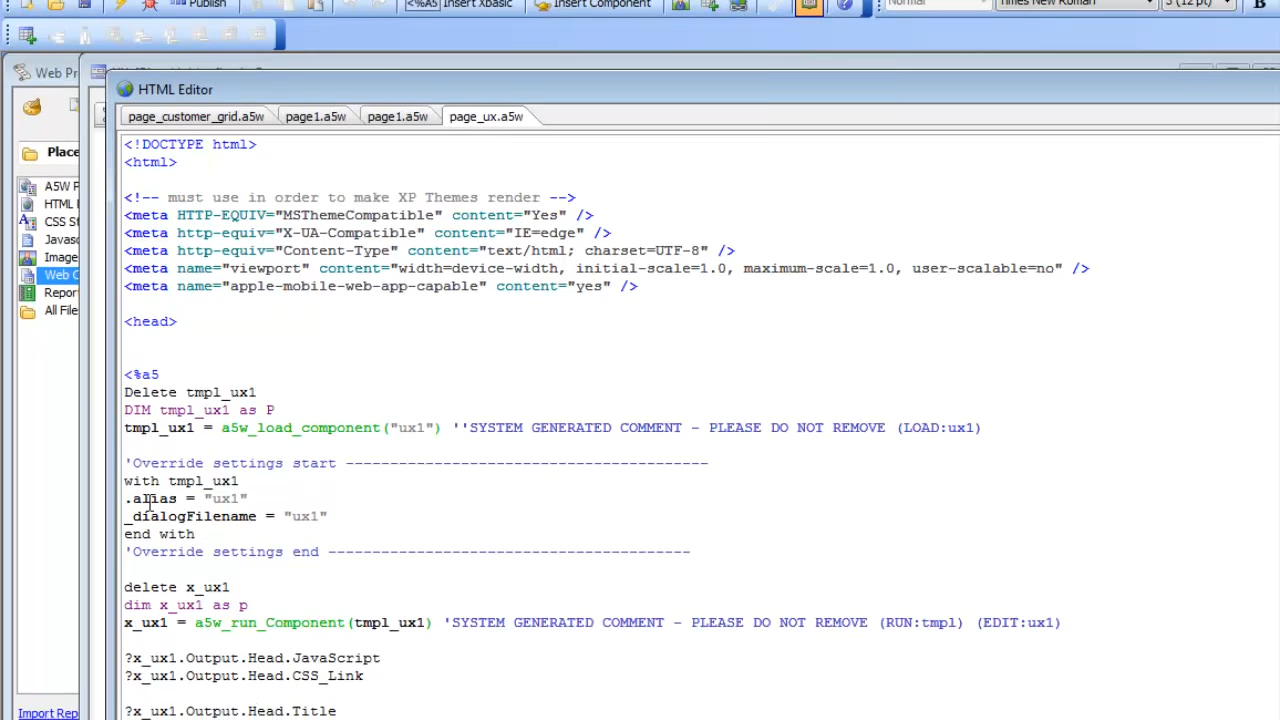 Publish
<%A5 Insert Xbasic
Insert Component
Normal
Times New Roman
3 (12 pt)
B
Web Pr
HTML Editor
page_customer_grid.a5w
page1.a5w
page1.a5w
page_ux.a5w
Place
A5W P
HTML
CSS St
Javasc
Image
Web C
Report
All File
Import Rep
<!DOCTYPE html>
<html>
<!-- must use in order to make XP Themes render -->
<meta HTTP-EQUIV="MSThemeCompatible" content="Yes" />
<meta http-equiv="X-UA-Compatible" content="IE=edge" />
<meta http-equiv="Content-Type" content="text/html; charset=UTF-8" />
<meta name="viewport" content="width=device-width, initial-scale=1.0, maximum-scale=1.0, user-scalable=no" />
<meta name="apple-mobile-web-app-capable" content="yes" />
<head>
<%a5
Delete tmpl_ux1
DIM tmpl_ux1 as P
tmpl_ux1 = a5w_load_component("ux1") ''SYSTEM GENERATED COMMENT - PLEASE DO NOT REMOVE (LOAD:ux1)
'Override settings start -----------------------------------------
with tmpl_ux1
.alias = "ux1"
_dialogFilename = "ux1"
end with
'Override settings end -----------------------------------------
delete x_ux1
dim x_ux1 as p
x_ux1 = a5w_run_Component(tmpl_ux1) 'SYSTEM GENERATED COMMENT - PLEASE DO NOT REMOVE (RUN:tmpl) (EDIT:ux1)
?x_ux1.Output.Head.JavaScript
?x_ux1.Output.Head.CSS_Link
?x_ux1.Output.Head.Title